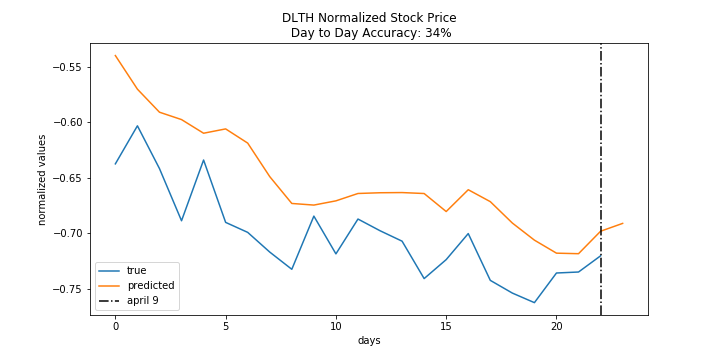 DLTH Normalized Stock Price
Day to Day Accuracy: 34%
normalized values
−0.55
−0.60
−0.65
−0.70
−0.75
true
predicted
april 9
0
5
10
15
20
days